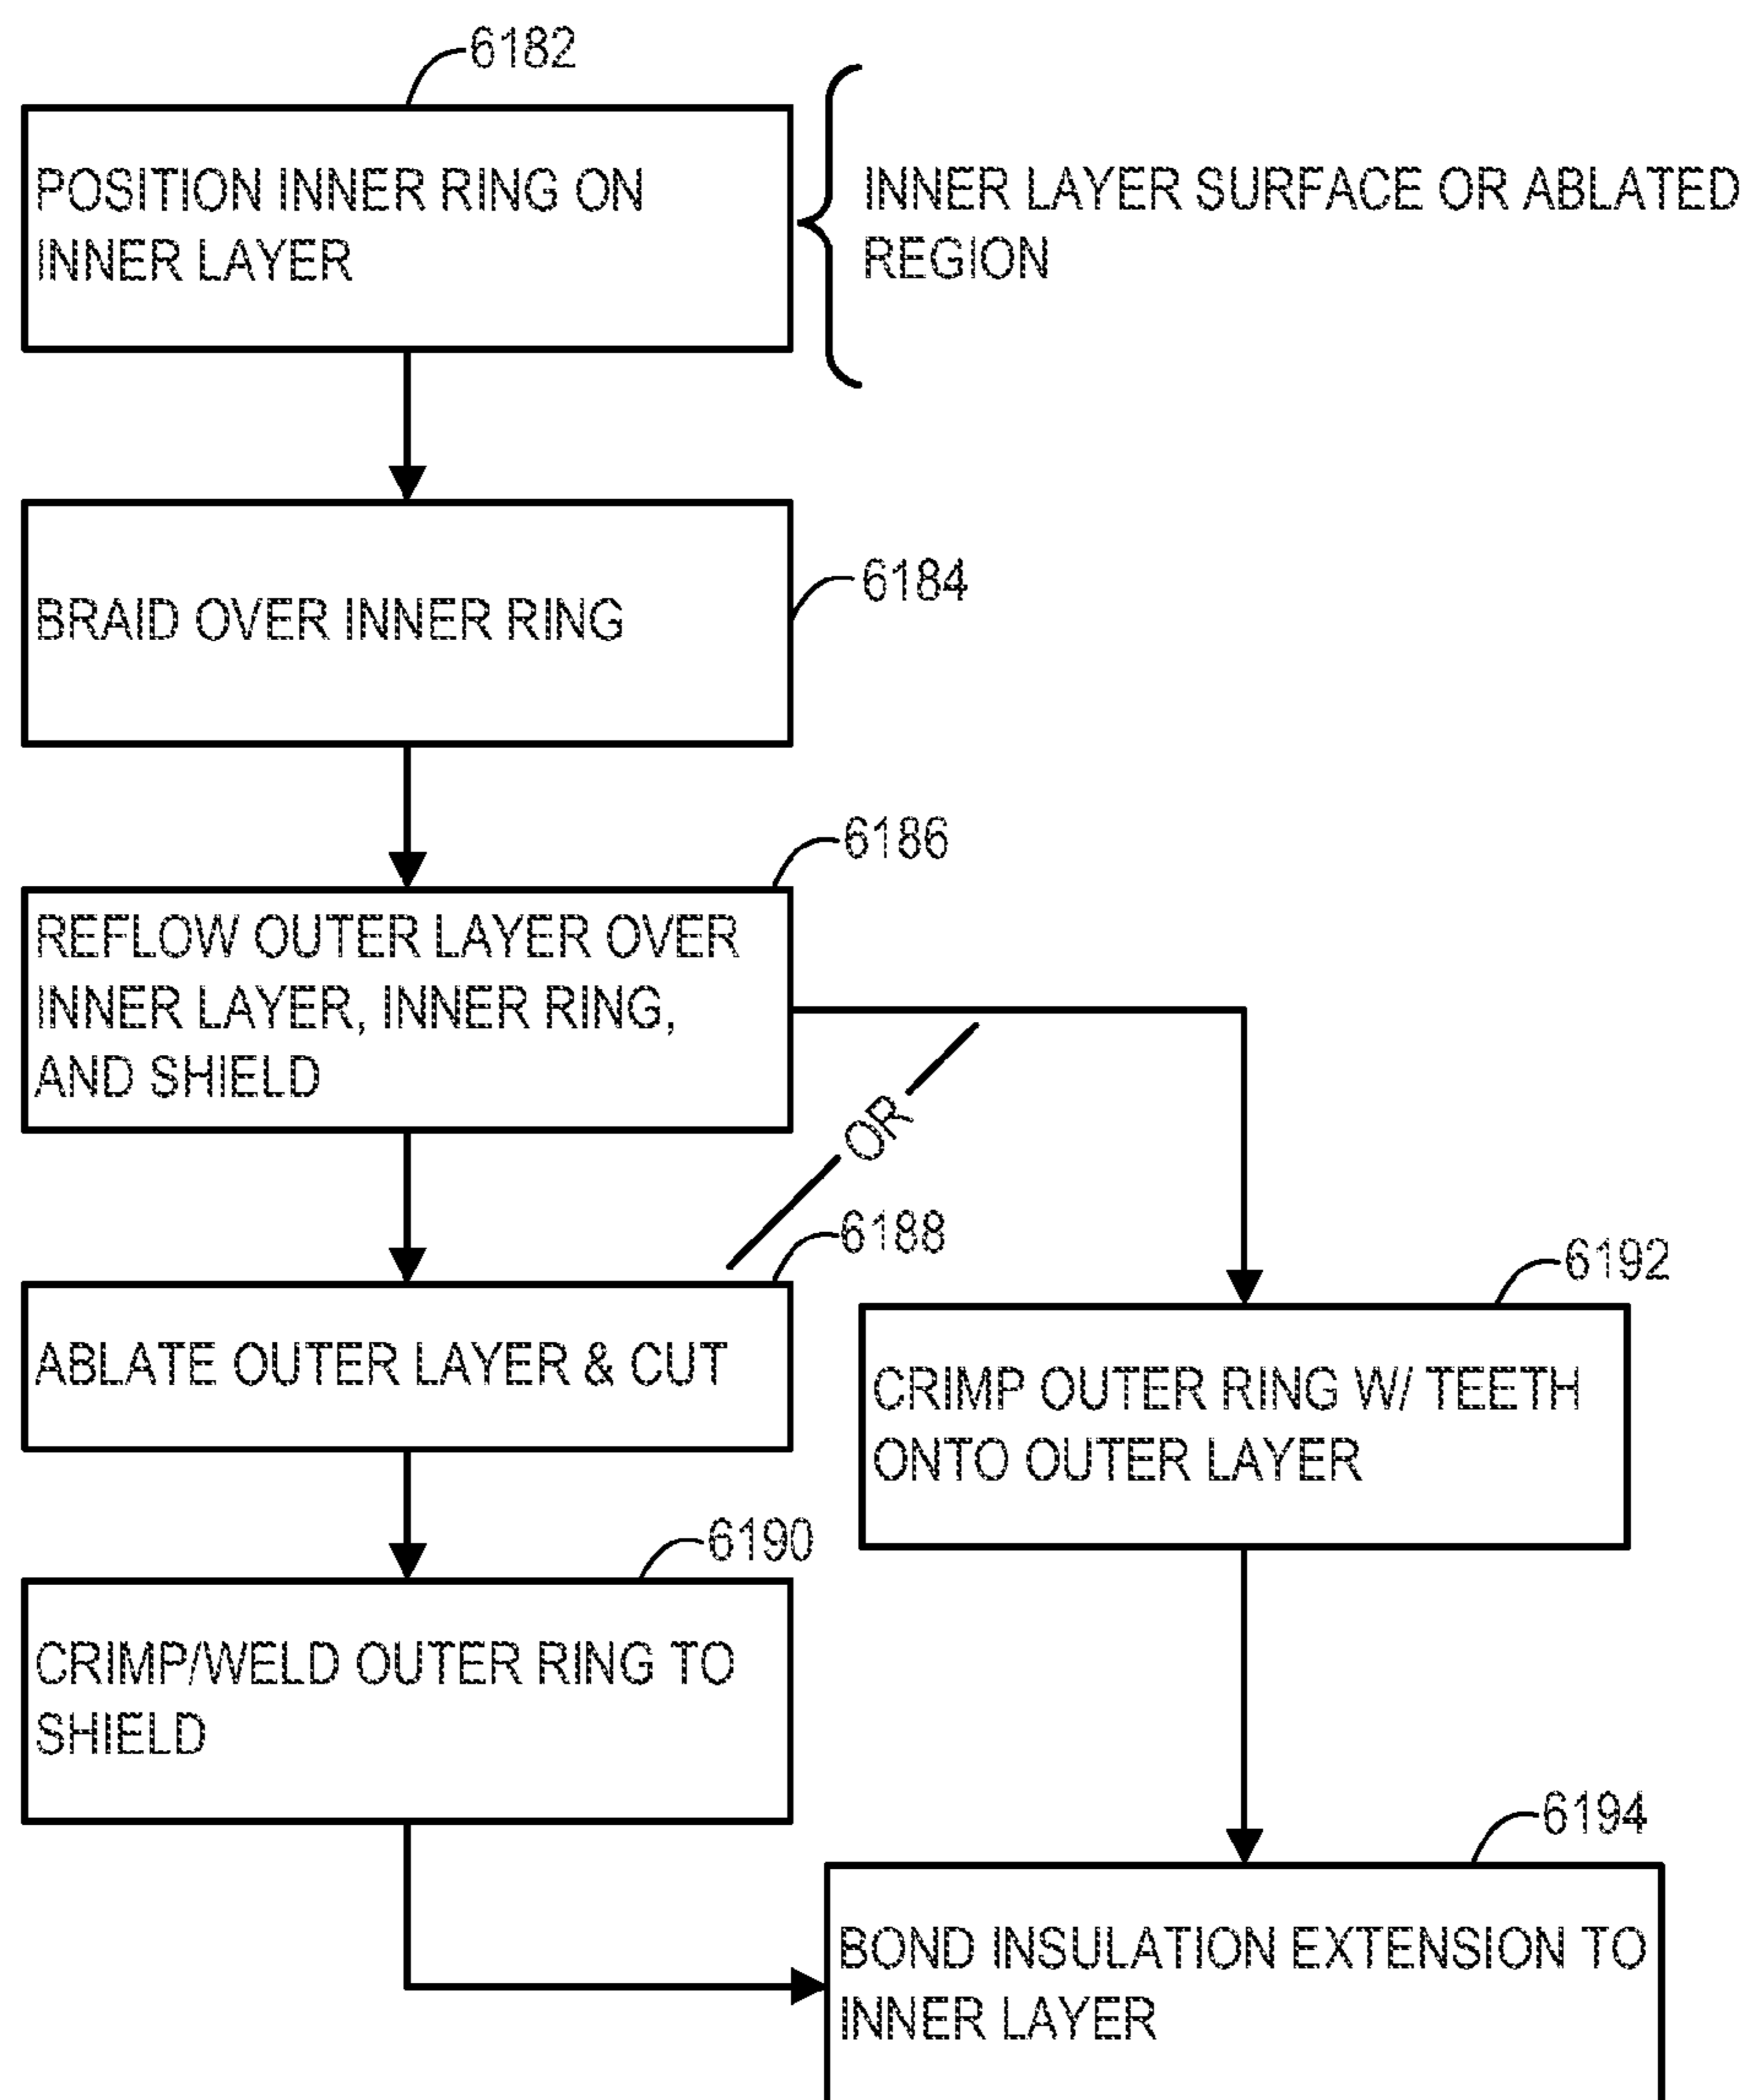 6182
POSITION INNER RING ON
INNER LAYER
INNER LAYER SURFACE OR ABLATED
REGION
BRAID OVER INNER RING
6184
6186
REFLOW OUTER LAYER OVER
INNER LAYER, INNER RING,
AND SHIELD
OR
6188
ABLATE OUTER LAYER & CUT
6192
CRIMP OUTER RING W/ TEETH
ONTO OUTER LAYER
6190
CRIMP/WELD OUTER RING TO
SHIELD
6194
BOND INSULATION EXTENSION TO
INNER LAYER